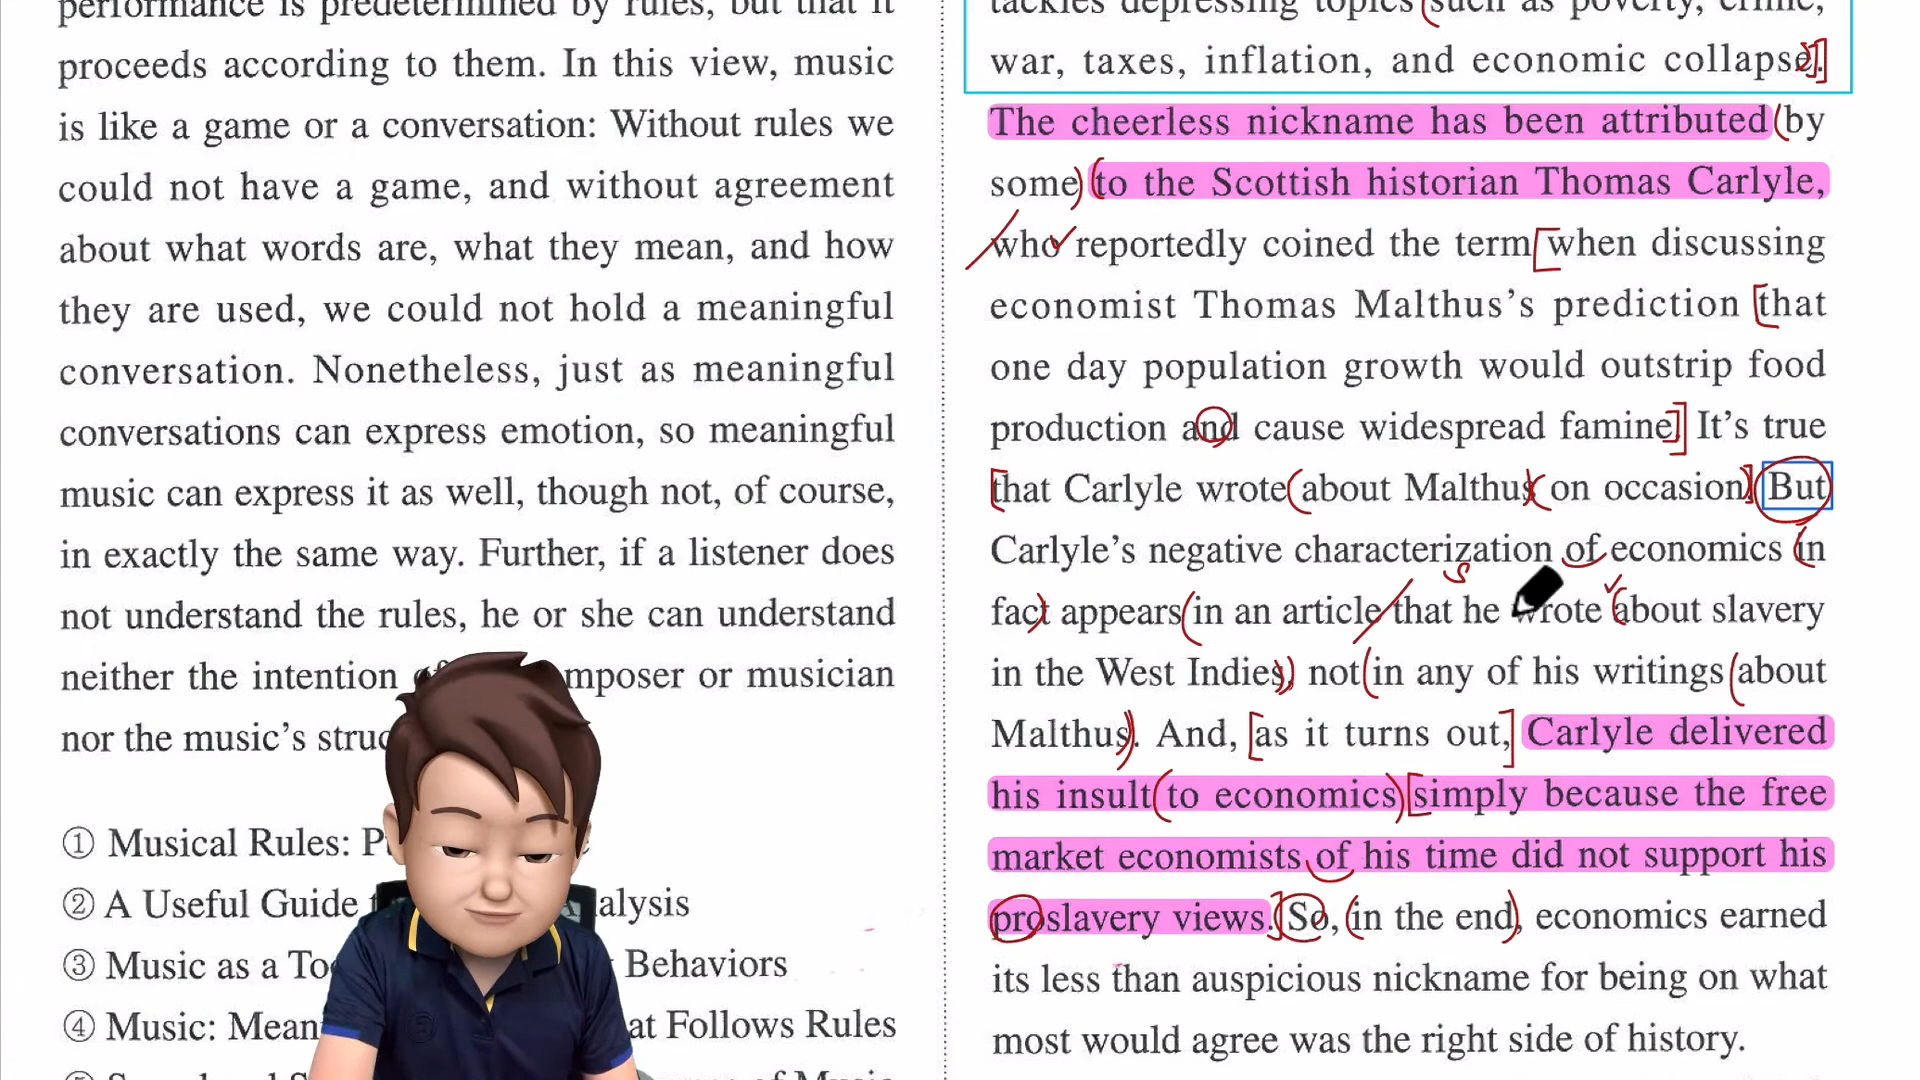 performance is predetermined by rules, but that it
proceeds according to them. In this view, music
is like a game or a conversation: Without rules we
could not have a game, and without agreement
about what words are, what they mean, and how
they are used, we could not hold a meaningful
conversation. Nonetheless, just as meaningful
conversations can express emotion, so meaningful
music can express it as well, though not, of course,
in exactly the same way. Further, if a listener does
not understand the rules, he or she can understand
neither the intention mposer or musician
nor the music's struc
① Musical Rules: P
② A Useful Guide alysis
③ Music as a To Behaviors
④ Music: Mean at Follows Rules
of Music
tackles depressing topics such as poverty, crime,
war, taxes, inflation, and economic collapse.
The cheerless nickname has been attributed by
some to the Scottish historian Thomas Carlyle,
who reportedly coined the term when discussing
economist Thomas Malthus's prediction that
one day population growth would outstrip food
production and cause widespread famine. It's true
that Carlyle wrote about Malthus on occasion. But
Carlyle's negative characterization of economics in
fact appears in an article that he wrote about slavery
S
in the West Indies, not in any of his writings about
Malthus. And, as it turns out, Carlyle delivered
his insult to economics simply because the free
market economists of his time did not support his
proslavery views. So, in the end, economics earned
its less than auspicious nickname for being on what
most would agree was the right side of history.